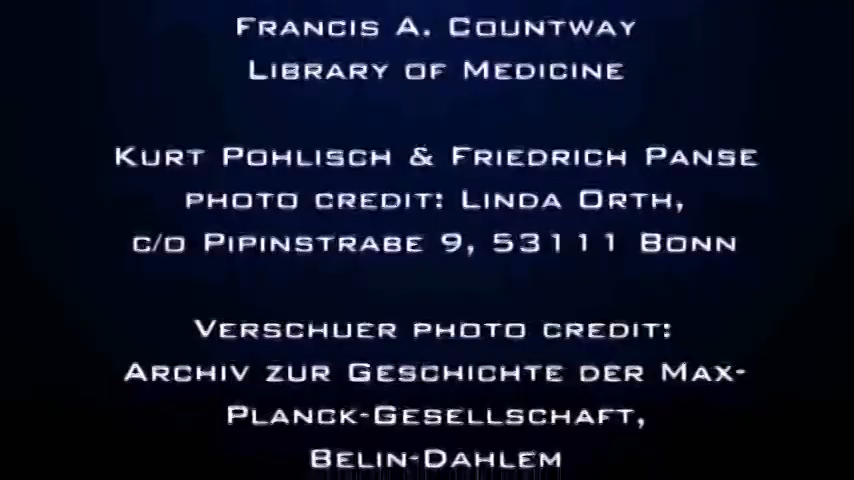 Francis A. Countway
Library of Medicine
Kurt Pohlisch & Friedrich Panse
photo credit: Linda Orth,
c/o Pipinstrabe 9, 53111 Bonn
Verschuer photo credit:
Archiv zur Geschichte der Max-
Planck-Gesellschaft,
Belin-Dahlem